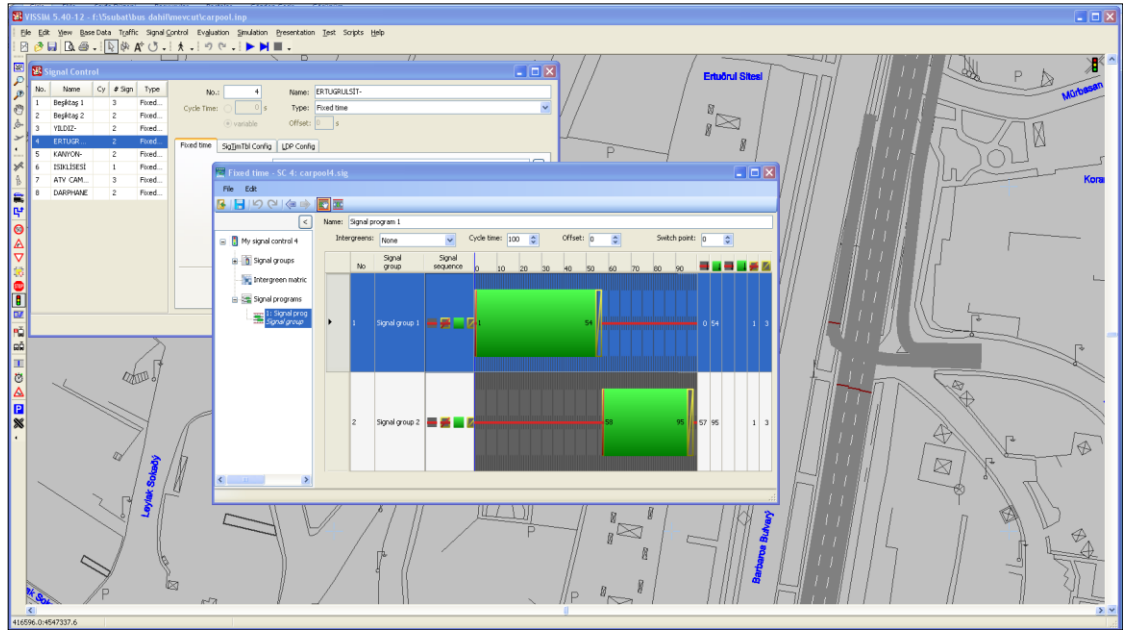 VISSIM 5.40-12 - f:\5subat\bus dahil\mevcut\carpool.inp
File Edit View Base Data Traffic Signal Control Evaluation Simulation Presentation Test Scripts Help
Signal Control
No. Name Cy # Sign Type
1 Beşiktaş 1 3 Fixed...
2 Beşiktaş 2 2 Fixed...
3 YILDIZ- 2 Fixed...
4 ERTUGR... 2 Fixed...
5 KANYON- 2 Fixed...
6 ISIKLISESİ 1 Fixed...
7 ATV CAM... 3 Fixed...
8 DARPHANE 2 Fixed...
No.: 4 Name: ERTUGRULSİT-
Cycle Time: 0 s Type: Fixed time
variable Offset: 0 s
Fixed time SigTimTbl Config LDP Config
Fixed time - SC 4: carpool4.sig
File Edit
Name: Signal program 1
Intergreens: None Cycle time: 100 Offset: 0 Switch point: 0
My signal control 4
Signal groups
Intergreen matric
Signal programs
1: Signal prog
Signal group
No Signal group Signal sequence 0 10 20 30 40 50 60 70 80 90
1 Signal group 1 1 54 0 54 1 3
2 Signal group 2 58 95 57 95 1 3
Ertuðrul Sitesi
Mürbasan
Kora
P
P
P
P
P
STOP
P
Leylak Sokaðý
Barbaros Bulvarý
416596.0:4547337.6